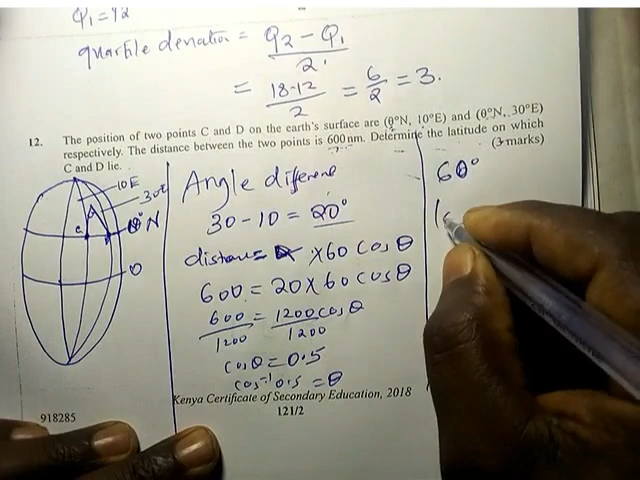 Q₁ = 12
quartile deviation = Q₂ − Q₁
2
= 18-12 = 6 = 3.
2 2
12. The position of two points C and D on the earth's surface are (θ°N, 10°E) and (θ°N, 30°E)
respectively. The distance between the two points is 600 nm. Determine the latitude on which
C and D lie. (3 marks)
10E
30E
C
θ°N
0
Angle different
30 - 10 = 20°
distance = α × 60 cos θ
600 = 20 × 60 cos θ
600 = 1200 cos θ
1200 1200
cos θ = 0.5
cos⁻¹ 0.5 = θ
60°
Kenya Certificate of Secondary Education, 2018
121/2
918285